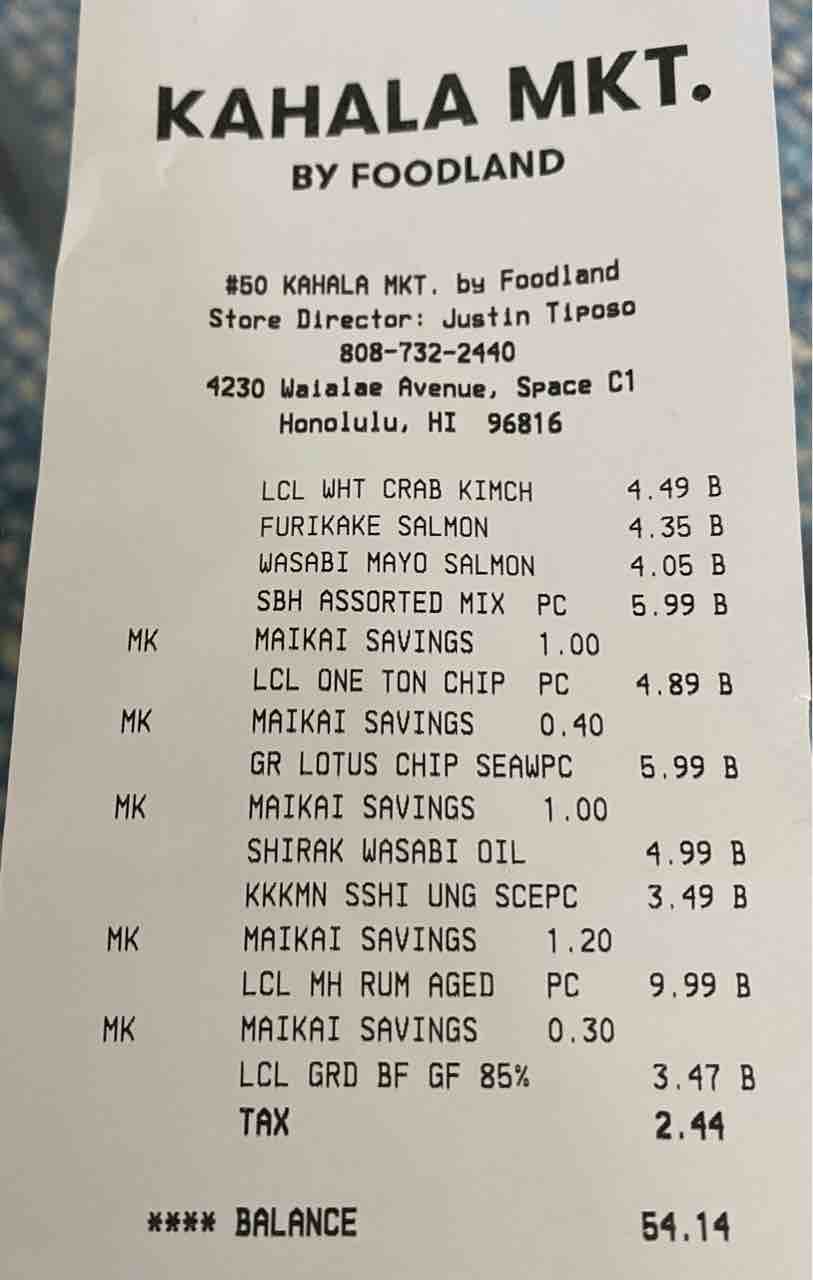 KAHALA MKT.
BY FOODLAND
#50 KAHALA MKT. by Foodland
Store Director: Justin Tiposo
808-732-2440
4230 Waialae Avenue, Space C1
Honolulu, HI 96816
LCL WHT CRAB KIMCH 4.49 B
FURIKAKE SALMON 4.35 B
WASABI MAYO SALMON 4.05 B
SBH ASSORTED MIX PC 5.99 B
MK MAIKAI SAVINGS 1.00
LCL ONE TON CHIP PC 4.89 B
MK MAIKAI SAVINGS 0.40
GR LOTUS CHIP SEAWPC 5.99 B
MK MAIKAI SAVINGS 1.00
SHIRAK WASABI OIL 4.99 B
KKKMN SSHI UNG SCEPC 3.49 B
MK MAIKAI SAVINGS 1.20
LCL MH RUM AGED PC 9.99 B
MK MAIKAI SAVINGS 0.30
LCL GRD BF GF 85% 3.47 B
TAX 2.44
**** BALANCE 54.14